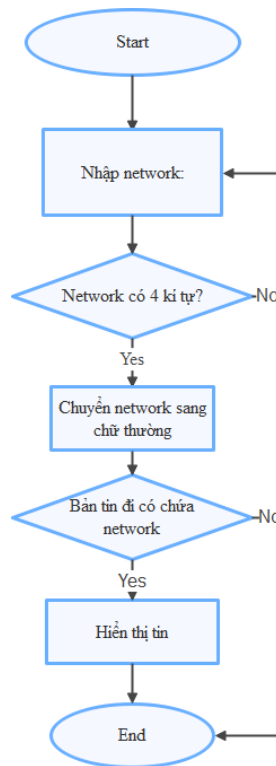 Start
Nhập network:
Network có 4 kí tự?
No
Yes
Chuyển network sang
chữ thường
Bản tin đi có chứa
network
No
Yes
Hiển thị tin
End